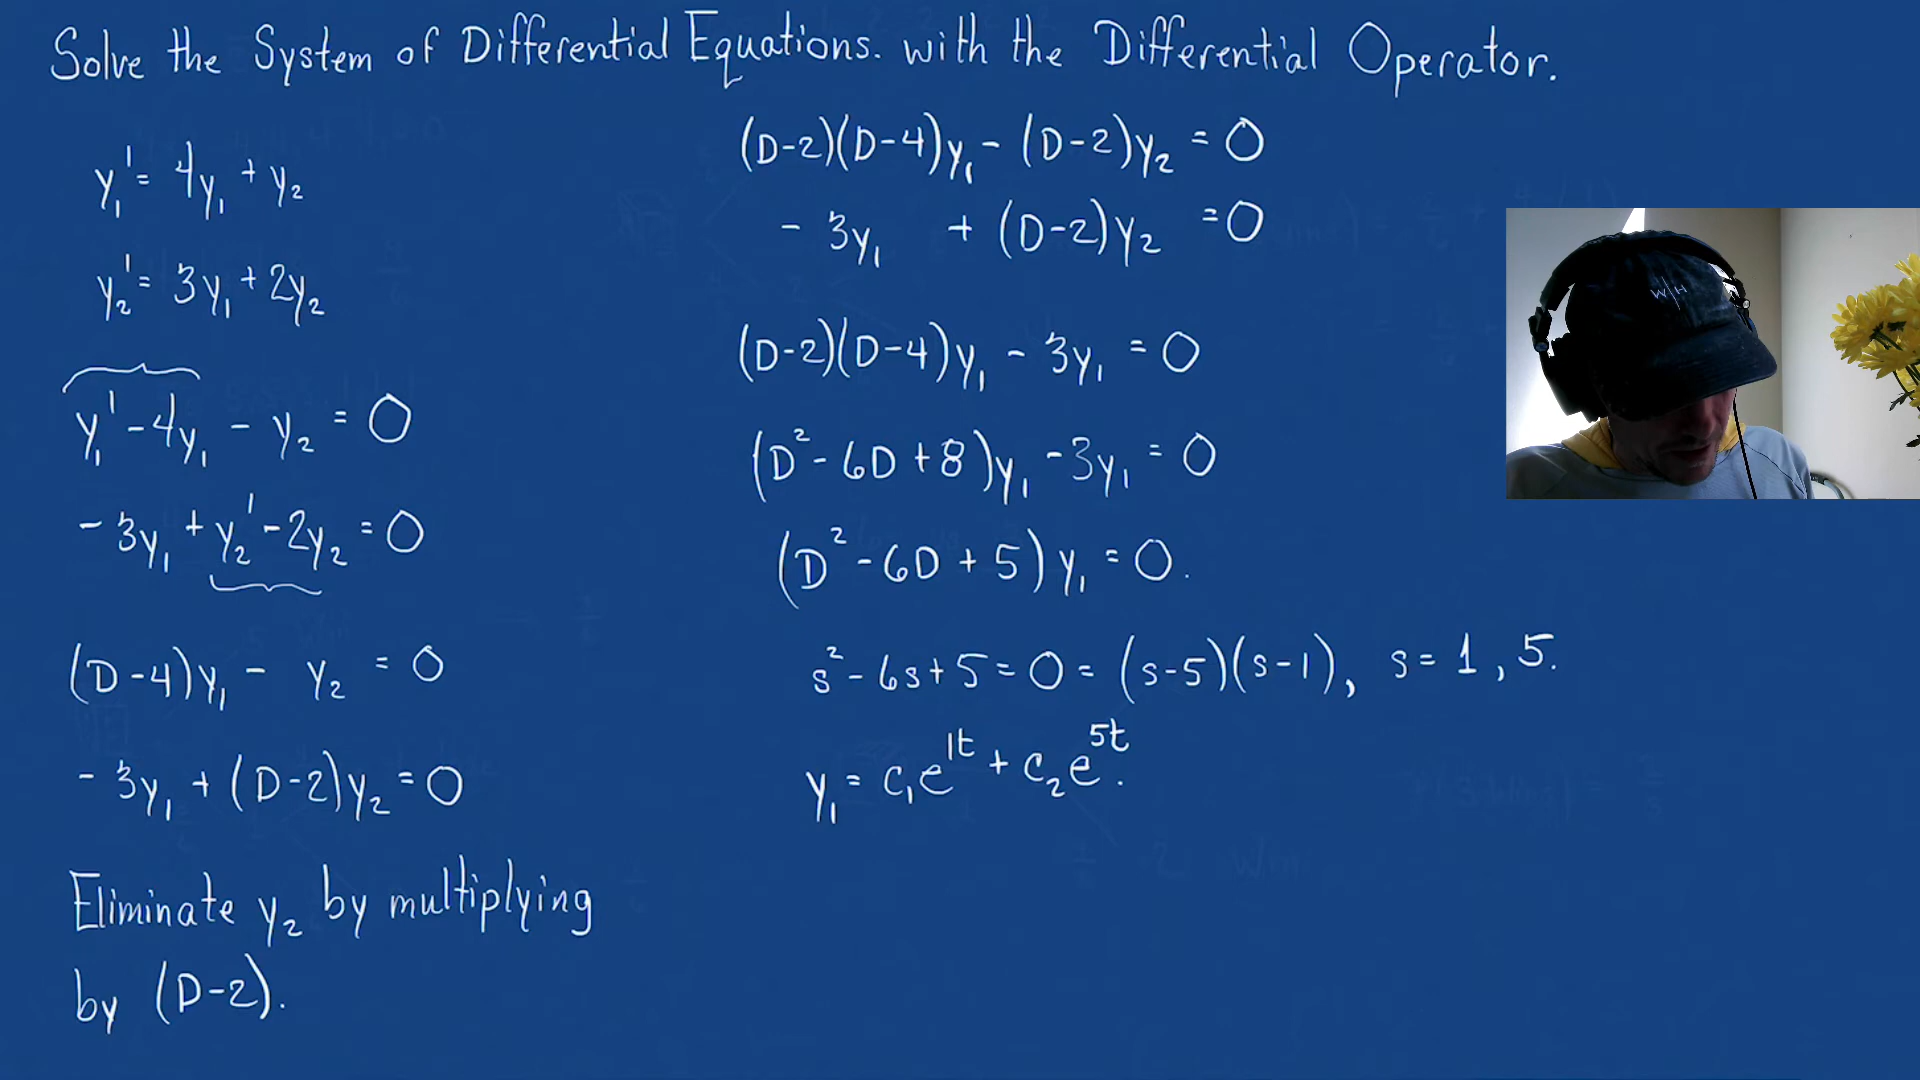 Solve the System of Differential Equations. with the Differential Operator.
y₁' = 4y₁ + y₂
y₂' = 3y₁ + 2y₂
y₁' - 4y₁ - y₂ = 0
- 3y₁ + y₂' - 2y₂ = 0
(D-4)y₁ - y₂ = 0
- 3y₁ + (D-2)y₂ = 0
Eliminate y₂ by multiplying
by (D-2).
(D-2)(D-4)y₁ - (D-2)y₂ = 0
- 3y₁ + (D-2)y₂ = 0
(D-2)(D-4)y₁ - 3y₁ = 0
(D² - 6D + 8)y₁ - 3y₁ = 0
(D² - 6D + 5)y₁ = 0.
s² - 6s + 5 = 0 = (s-5)(s-1), s = 1, 5.
y₁ = c₁e^1t + c₂e^5t.
W|H